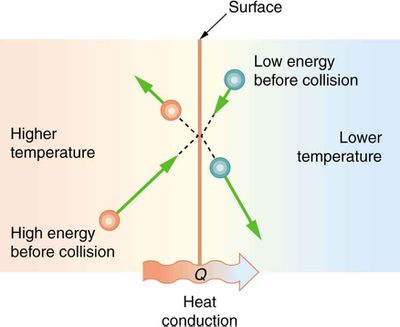 Surface
Low energy
before collision
Higher
temperature
Lower
temperature
High energy
before collision
Q
Heat
conduction